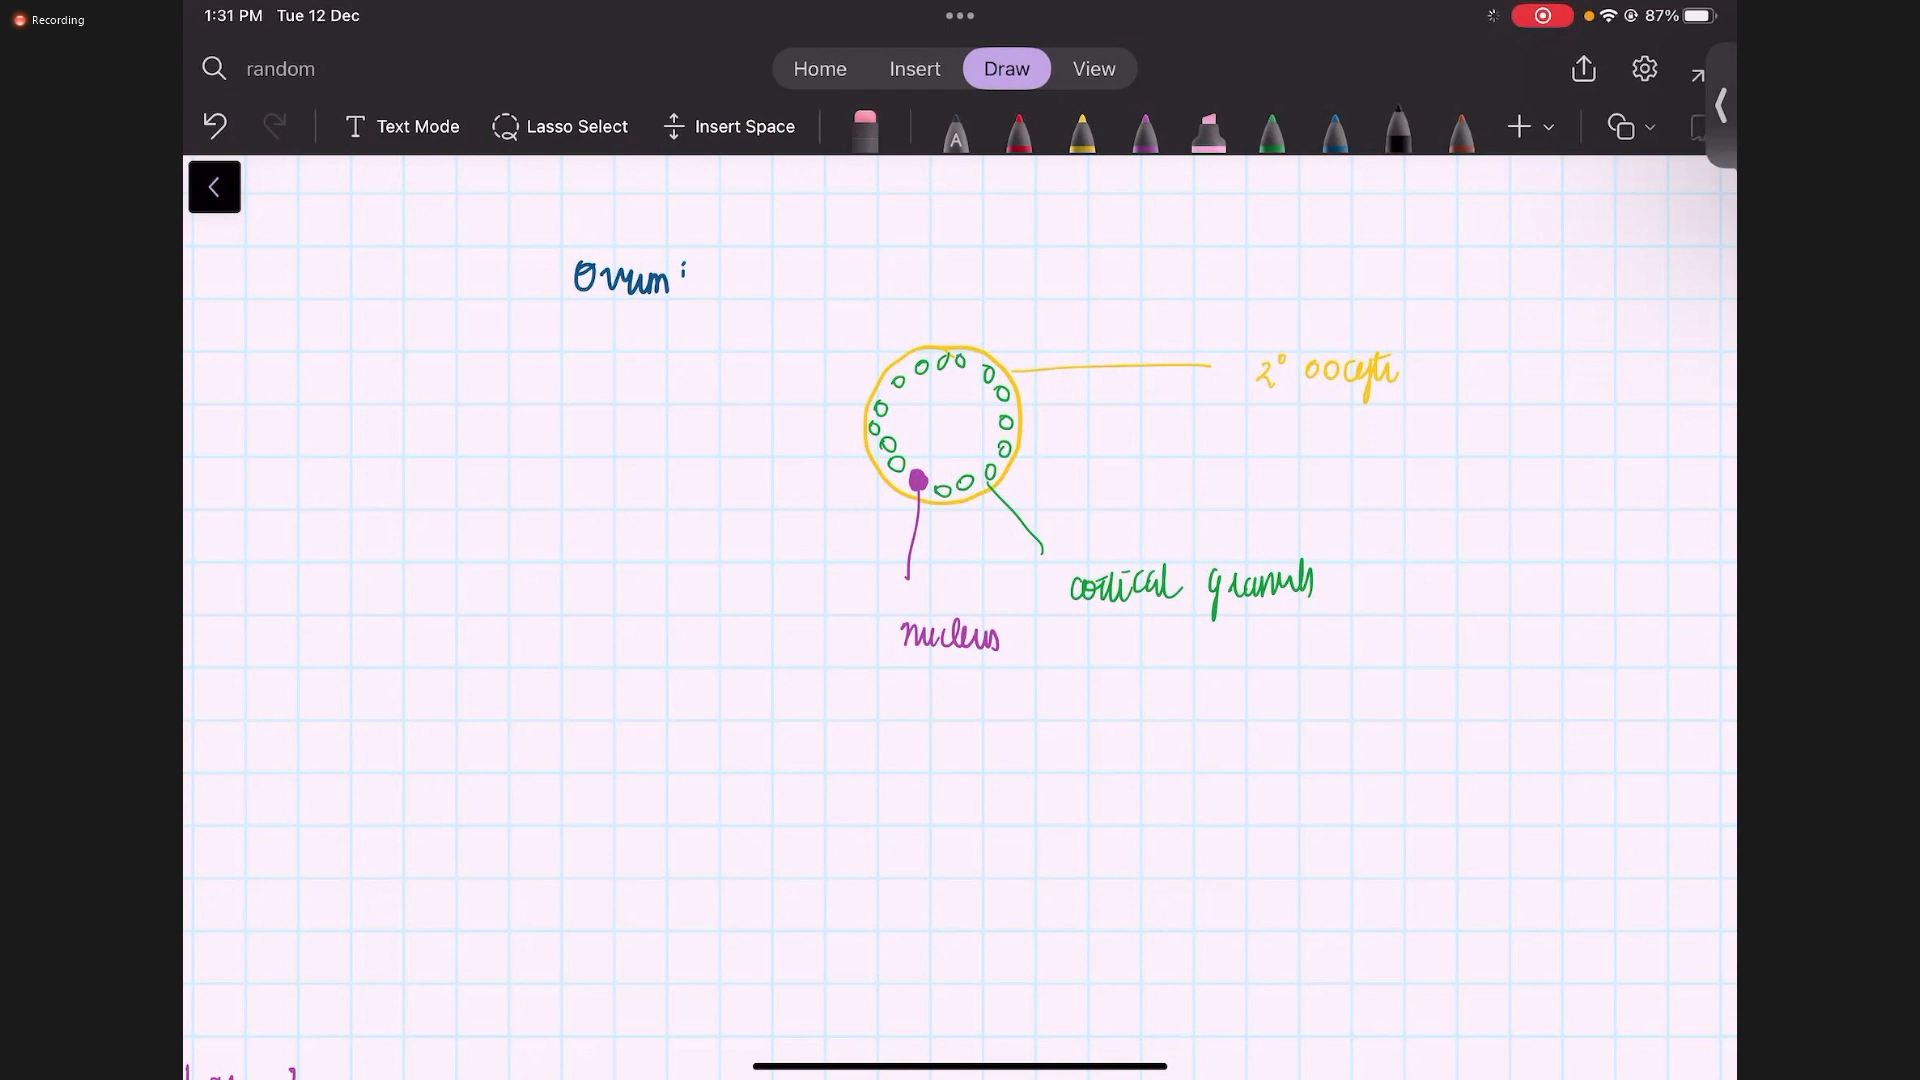 Recording
1:31 PM Tue 12 Dec
87%
random
Home Insert Draw View
Text Mode Lasso Select Insert Space
A
Ovum :
2° oocyte
cortical granules
nucleus